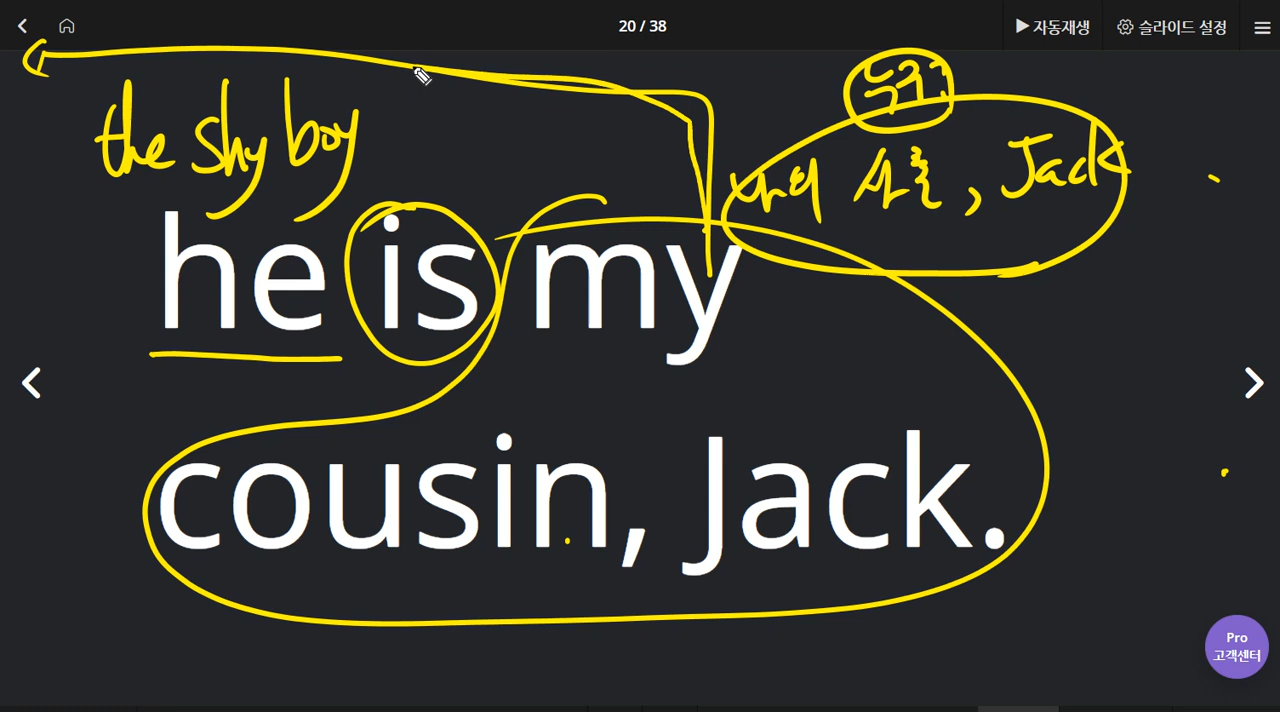 20 / 38
자동재생
슬라이드 설정
누구?
the shy boy
나의 사촌, Jack
he is my
cousin, Jack.
Pro
고객센터